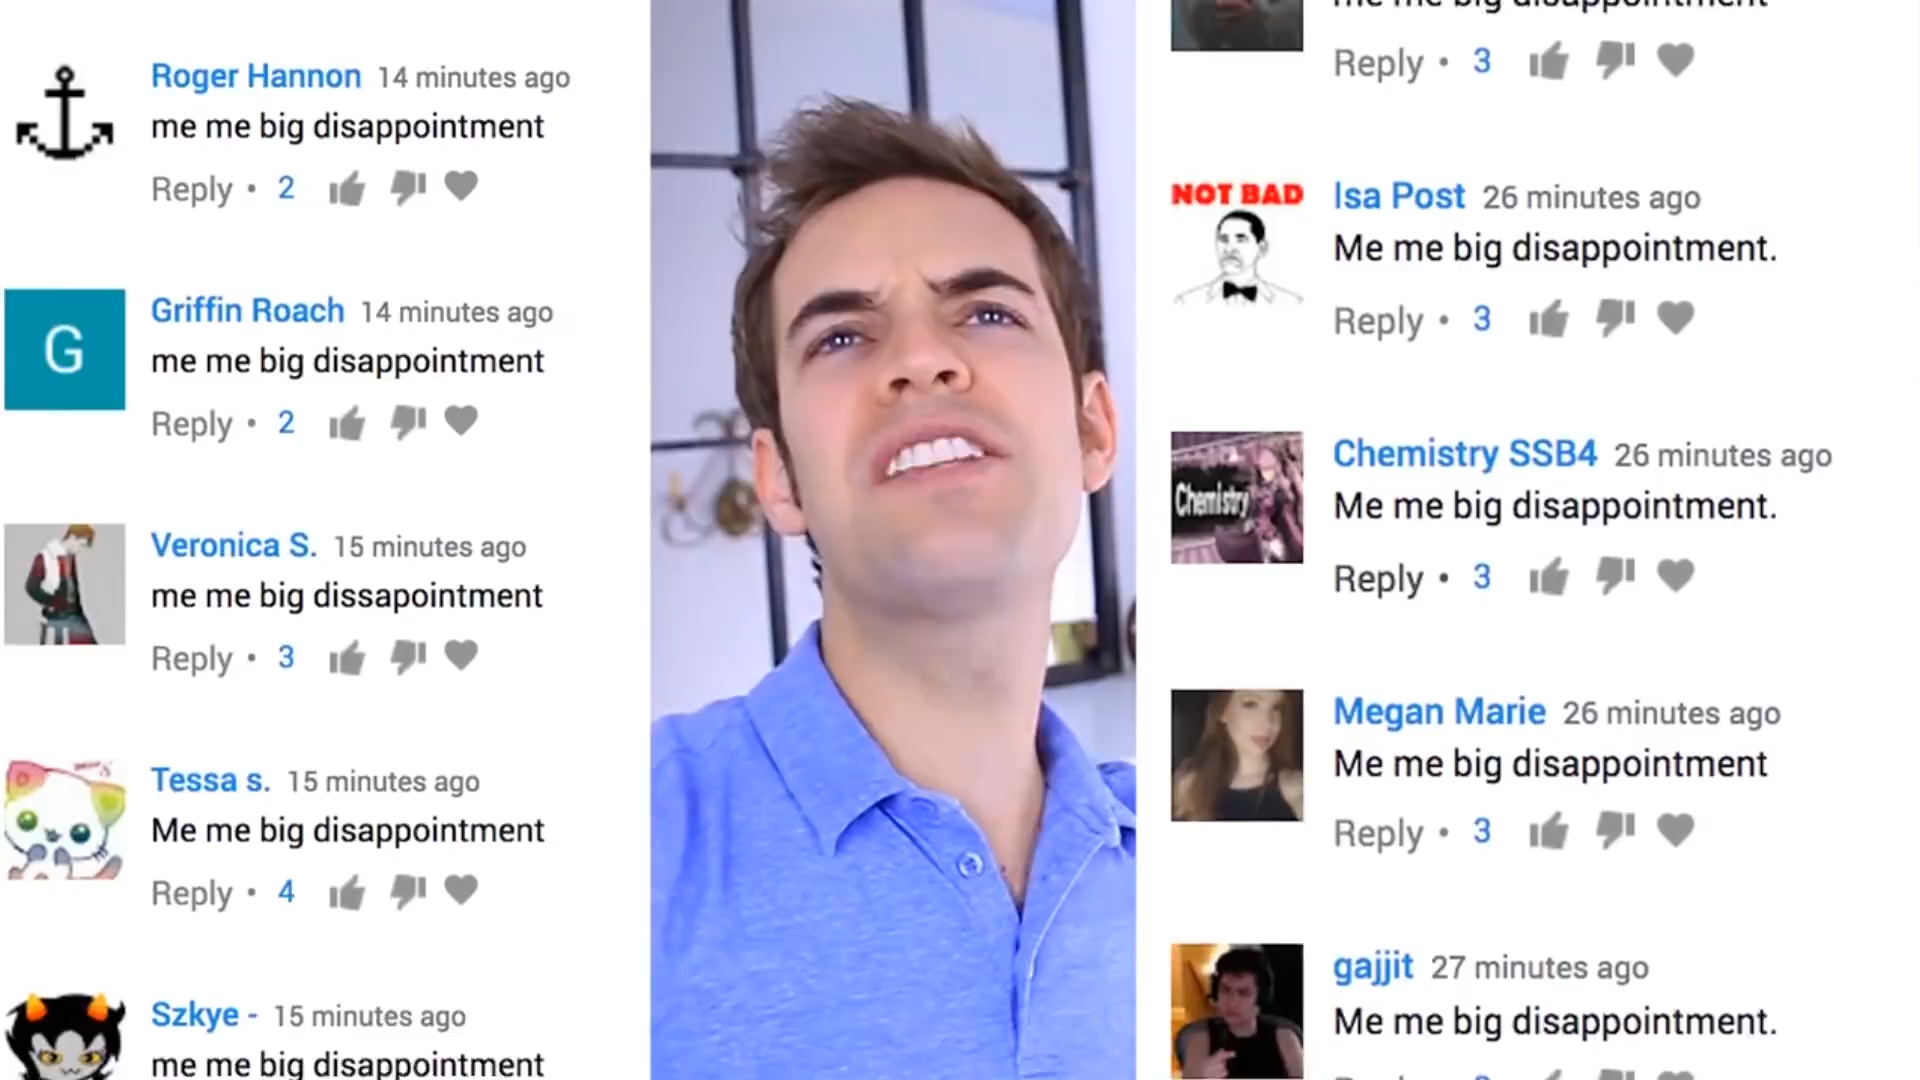 Roger Hannon 14 minutes ago
me me big disappointment
Reply • 2
G
Griffin Roach 14 minutes ago
me me big disappointment
Reply • 2
Veronica S. 15 minutes ago
me me big dissapointment
Reply • 3
Tessa s. 15 minutes ago
Me me big disappointment
Reply • 4
Szkye - 15 minutes ago
me me big disappointment
me me big disappointment
Reply • 3
NOT BAD
Isa Post 26 minutes ago
Me me big disappointment.
Reply • 3
Chemistry
Chemistry SSB4 26 minutes ago
Me me big disappointment.
Reply • 3
Megan Marie 26 minutes ago
Me me big disappointment
Reply • 3
gajjit 27 minutes ago
Me me big disappointment.